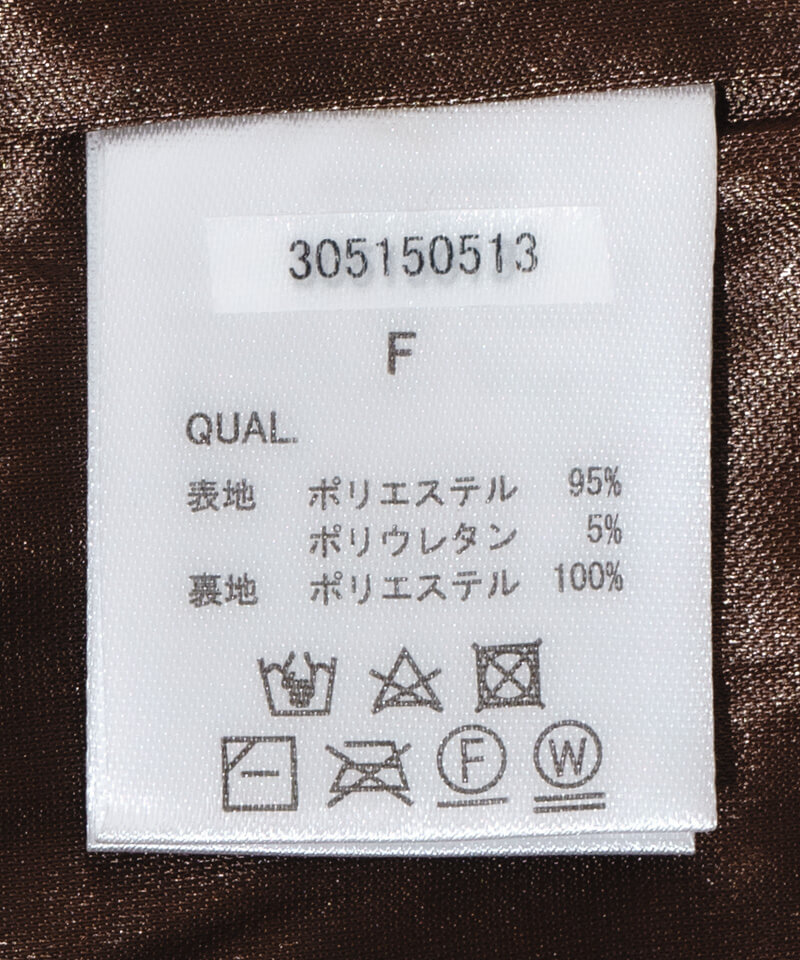 305150513
F
QUAL.
表地 ポリエステル 95%
ポリウレタン 5%
裏地 ポリエステル 100%
F W